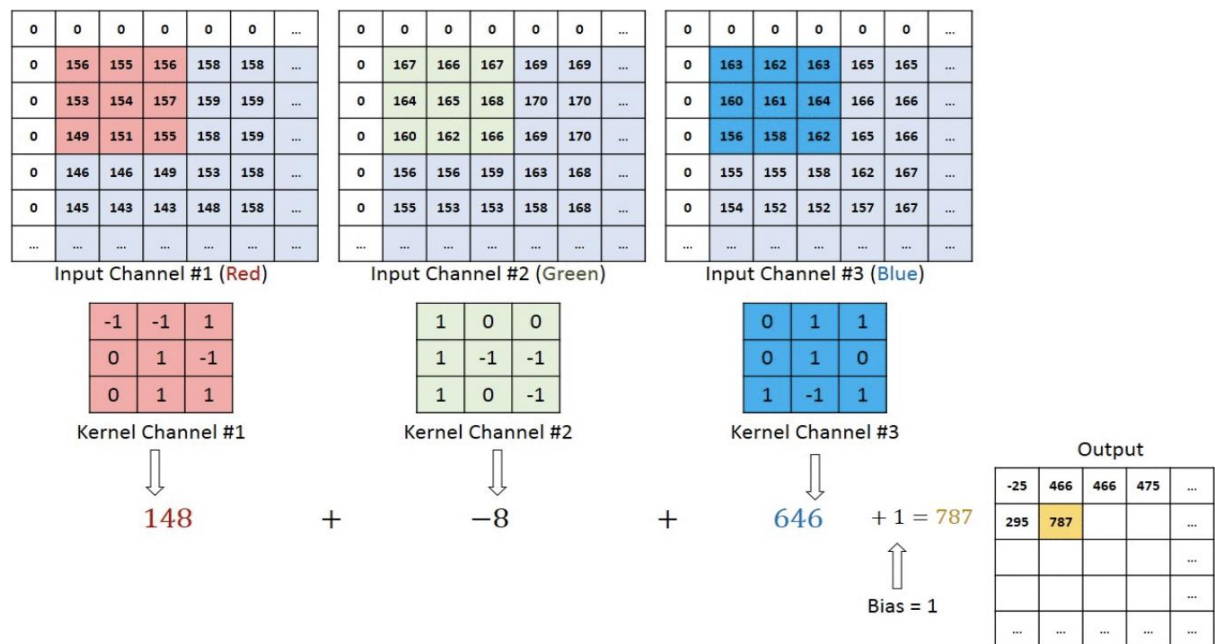 0 0 0 0 0 0 ... 0 0 0 0 0 0 ... 0 0 0 0 0 0 ...
0 156 155 156 158 158 ... 0 167 166 167 169 169 ... 0 163 162 163 165 165 ...
0 153 154 157 159 159 ... 0 164 165 168 170 170 ... 0 160 161 164 166 166 ...
0 149 151 155 158 159 ... 0 160 162 166 169 170 ... 0 156 158 162 165 166 ...
0 146 146 149 153 158 ... 0 156 156 159 163 168 ... 0 155 155 158 162 167 ...
0 145 143 143 148 158 ... 0 155 153 153 158 168 ... 0 154 152 152 157 167 ...
... ... ... ... ... ... ... ... ... ... ... ... ... ... ... ... ... ... ... ... ...
Input Channel #1 (Red) Input Channel #2 (Green) Input Channel #3 (Blue)
-1 -1 1 1 0 0 0 1 1
0 1 -1 1 -1 -1 0 1 0
0 1 1 1 0 -1 1 -1 1
Kernel Channel #1 Kernel Channel #2 Kernel Channel #3
148 + −8 + 646 + 1 = 787
Bias = 1
Output
-25 466 466 475 ...
295 787 ...
...
...
... ... ... ... ...